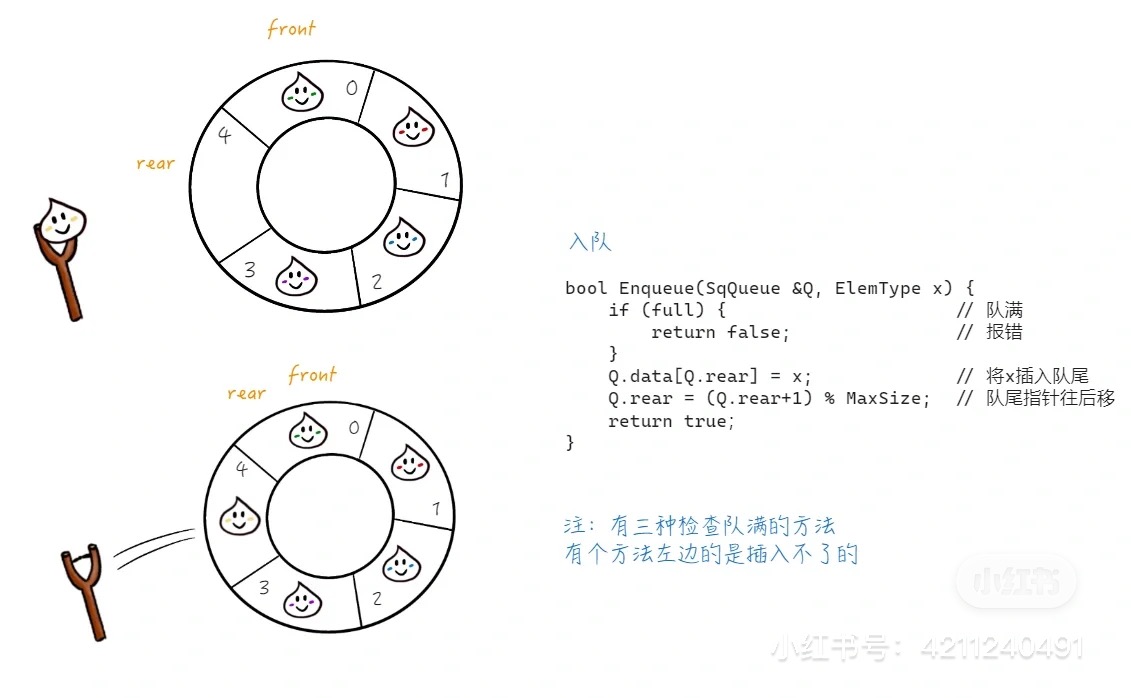 front
0
4
1
rear
3
2
front
rear
0
4
1
3
2
入队
bool Enqueue(SqQueue &Q, ElemType x) {
    if (full) { // 队满
        return false; // 报错
    }
    Q.data[Q.rear] = x; // 将x插入队尾
    Q.rear = (Q.rear+1) % MaxSize; // 队尾指针往后移
    return true;
}
注: 有三种检查队满的方法
有个方法左边的是插入不了的
小红书
小红书号: 4211240491